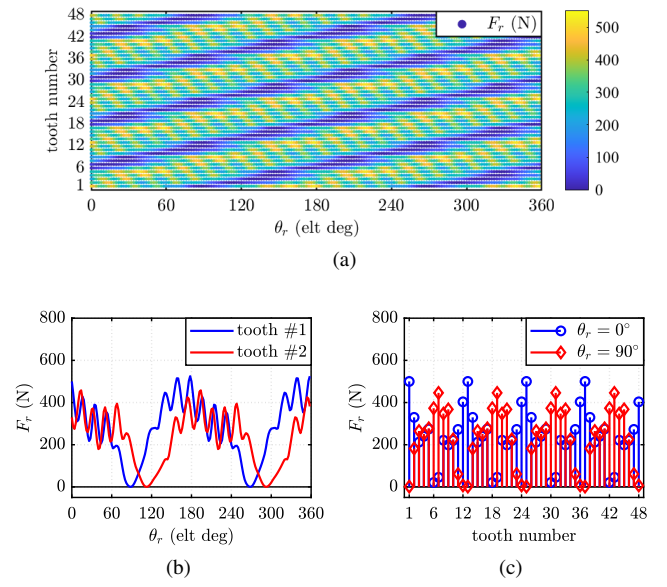 48
42
36
30
24
18
12
6
1
tooth number
F_r (N)
500
400
300
200
100
0
0 60 120 180 240 300 360
θ_r (elt deg)
(a)
800
600
400
200
0
F_r (N)
tooth #1
tooth #2
0 60 112 180 240 300 360
θ_r (elt deg)
(b)
800
600
400
200
0
F_r (N)
θ_r = 0°
θ_r = 90°
1 6 12 18 24 30 36 42 48
tooth number
(c)